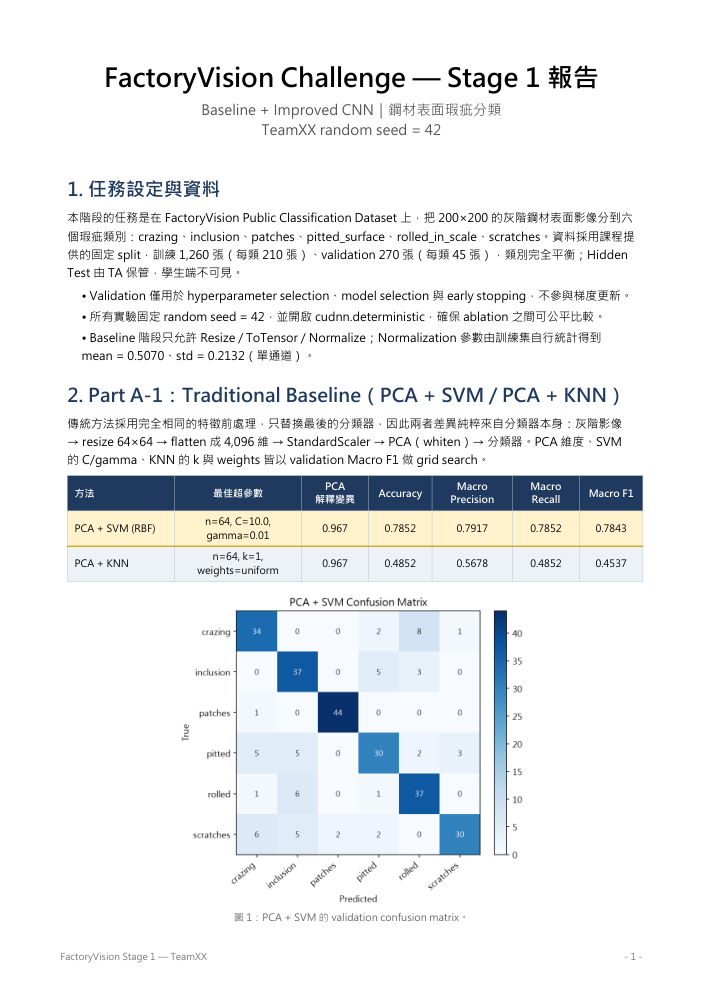 FactoryVision Challenge — Stage 1 報告
Baseline + Improved CNN | 鋼材表面瑕疵分類
TeamXX random seed = 42
1. 任務設定與資料
本階段的任務是在 FactoryVision Public Classification Dataset 上，把 200×200 的灰階鋼材表面影像分到六
個瑕疵類別：crazing、inclusion、patches、pitted_surface、rolled_in_scale、scratches。資料採用課程提
供的固定 split，訓練 1,260 張（每類 210 張）、validation 270 張（每類 45 張），類別完全平衡；Hidden
Test 由 TA 保管，學生端不可見。
• Validation 僅用於 hyperparameter selection、model selection 與 early stopping，不參與梯度更新。
• 所有實驗固定 random seed = 42，並開啟 cudnn.deterministic，確保 ablation 之間可公平比較。
• Baseline 階段只允許 Resize / ToTensor / Normalize；Normalization 參數由訓練集自行統計得到
mean = 0.5070、std = 0.2132（單通道）。
2. Part A-1：Traditional Baseline（PCA + SVM / PCA + KNN）
傳統方法採用完全相同的特徵前處理，只替換最後的分類器，因此兩者差異純粹來自分類器本身：灰階影像
→ resize 64×64 → flatten 成 4,096 維 → StandardScaler → PCA（whiten）→ 分類器。PCA 維度、SVM
的 C/gamma、KNN 的 k 與 weights 皆以 validation Macro F1 做 grid search。
方法 最佳超參數 PCA 解釋變異 Accuracy Macro Precision Macro Recall Macro F1
PCA + SVM (RBF) n=64, C=10.0, gamma=0.01 0.967 0.7852 0.7917 0.7852 0.7843
PCA + KNN n=64, k=1, weights=uniform 0.967 0.4852 0.5678 0.4852 0.4537
PCA + SVM Confusion Matrix
crazing 34 0 0 2 8 1
inclusion 0 37 0 5 3 0
patches 1 0 44 0 0 0
pitted 5 5 0 30 2 3
rolled 1 6 0 1 37 0
scratches 6 5 2 2 0 30
True
crazing inclusion patches pitted rolled scratches
Predicted
40
35
30
25
20
15
10
5
0
圖 1：PCA + SVM 的 validation confusion matrix。
FactoryVision Stage 1 — TeamXX
- 1 -